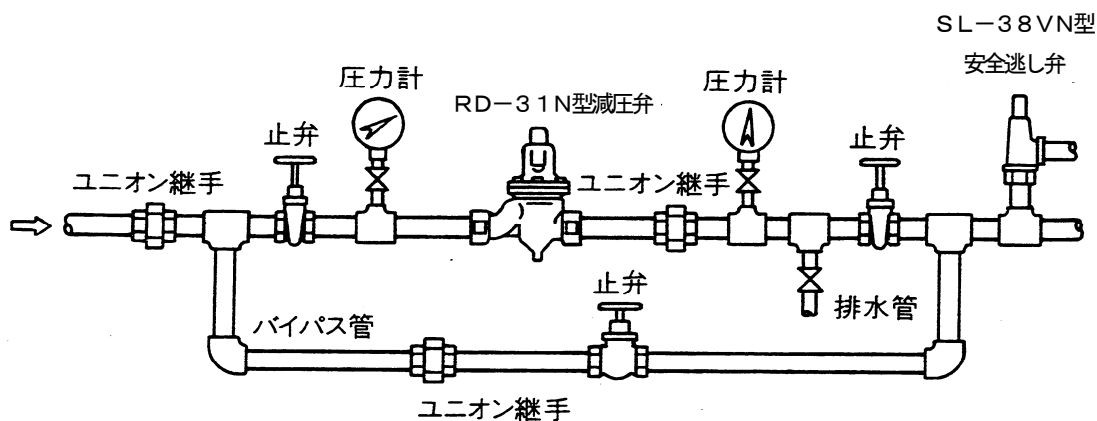 ＳＬ－３８ＶＮ型
安全逃し弁
圧力計
ＲＤ－３１Ｎ型減圧弁
圧力計
止弁
止弁
ユニオン継手
ユニオン継手
止弁
排水管
バイパス管
ユニオン継手